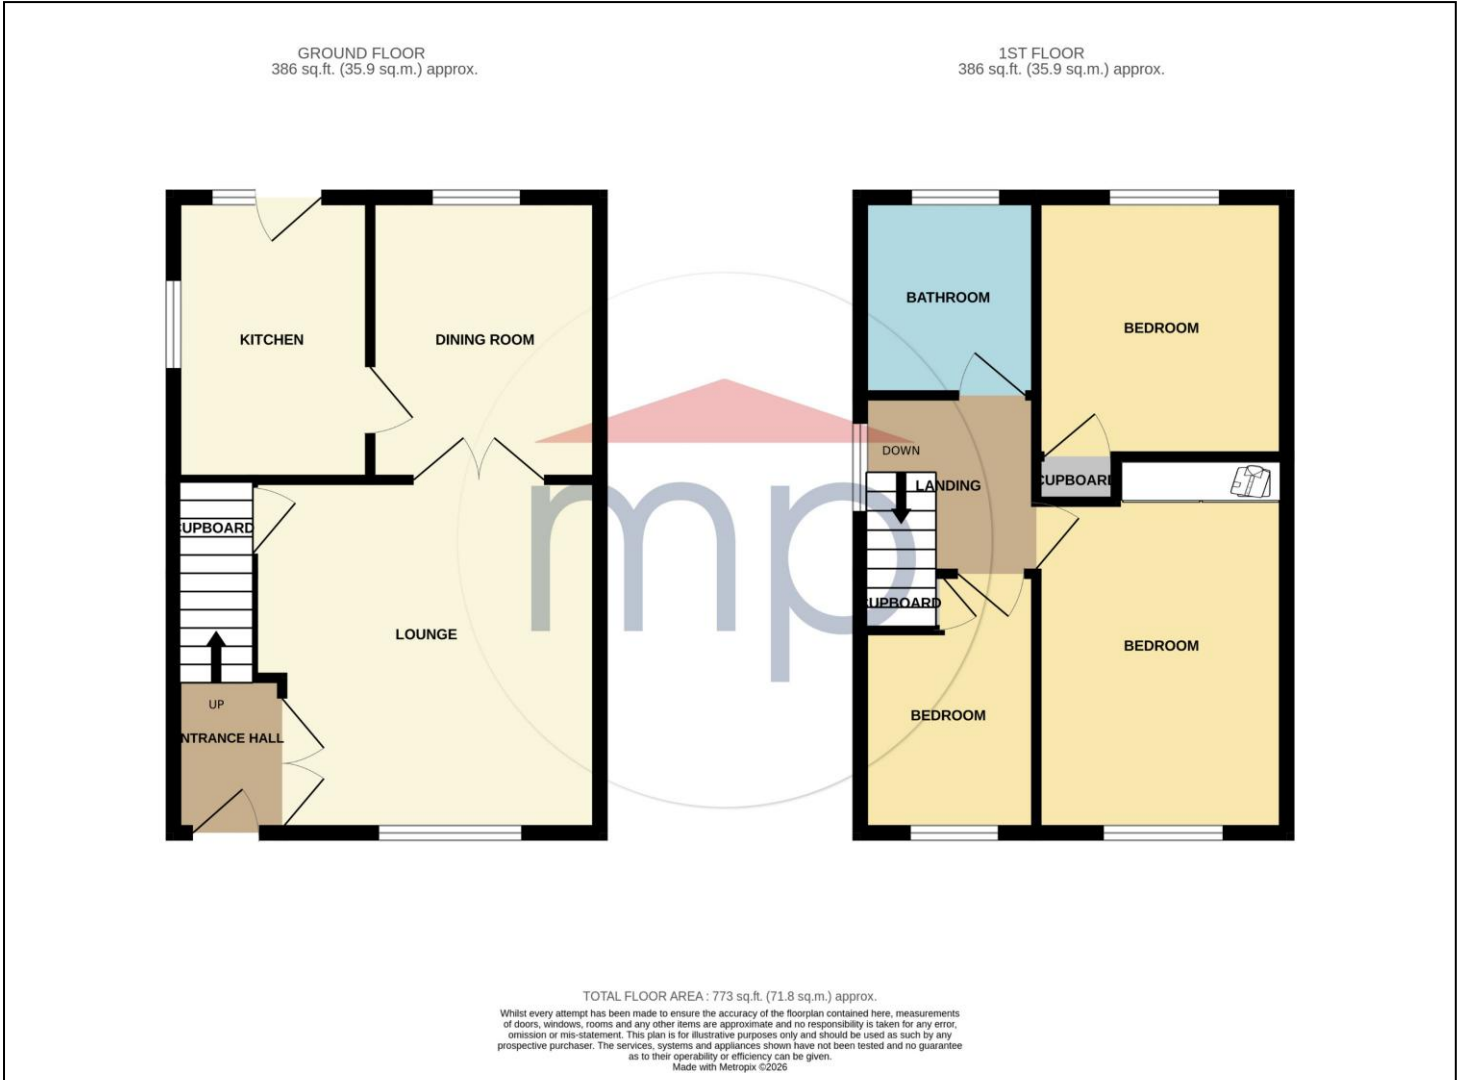 GROUND FLOOR
386 sq.ft. (35.9 sq.m.) approx.
1ST FLOOR
386 sq.ft. (35.9 sq.m.) approx.
KITCHEN
DINING ROOM
CUPBOARD
LOUNGE
UP
ENTRANCE HALL
BATHROOM
BEDROOM
DOWN
LANDING
CUPBOARD
CUPBOARD
BEDROOM
BEDROOM
mp
TOTAL FLOOR AREA : 773 sq.ft. (71.8 sq.m.) approx.
Whilst every attempt has been made to ensure the accuracy of the floorplan contained here, measurements
of doors, windows, rooms and any other items are approximate and no responsibility is taken for any error,
omission or mis-statement. This plan is for illustrative purposes only and should be used as such by any
prospective purchaser. The services, systems and appliances shown have not been tested and no guarantee
as to their operability or efficiency can be given.
Made with Metropix ©2026